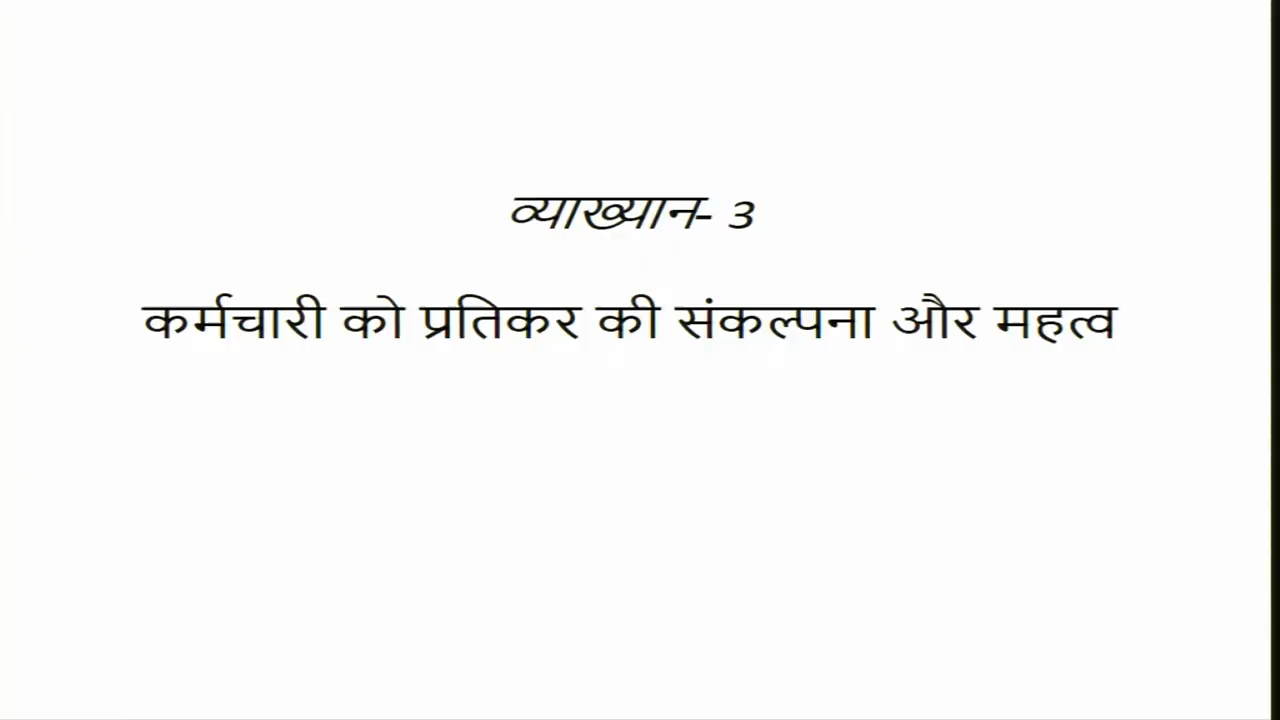 व्याख्यान- 3
कर्मचारी को प्रतिकर की संकल्पना और महत्व